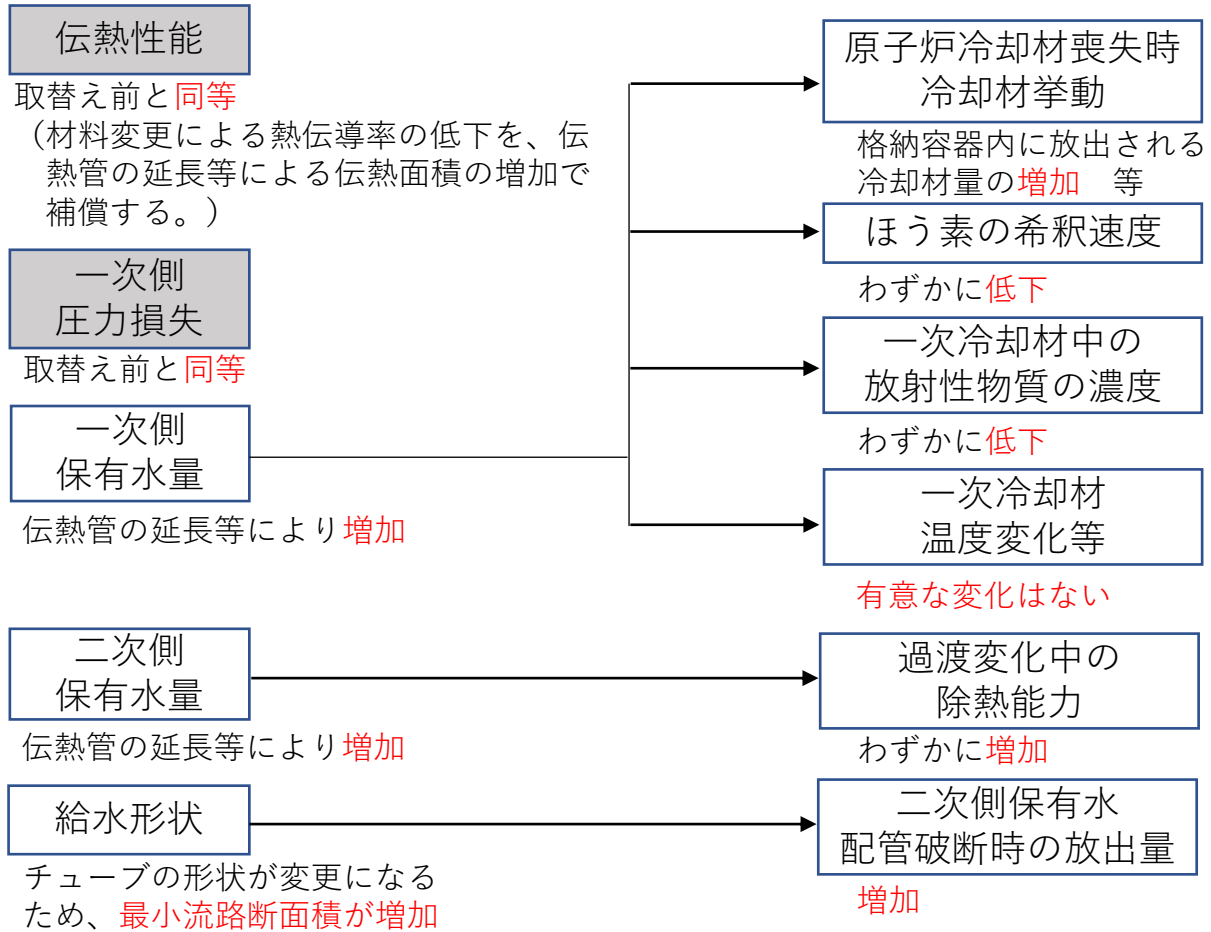 伝熱性能
取替え前と同等
（材料変更による熱伝導率の低下を、伝
熱管の延長等による伝熱面積の増加で
補償する。）
一次側
圧力損失
取替え前と同等
一次側
保有水量
伝熱管の延長等により増加
二次側
保有水量
伝熱管の延長等により増加
給水形状
チューブの形状が変更になる
ため、最小流路断面積が増加
原子炉冷却材喪失時
冷却材挙動
格納容器内に放出される
冷却材量の増加　等
ほう素の希釈速度
わずかに低下
一次冷却材中の
放射性物質の濃度
わずかに低下
一次冷却材
温度変化等
有意な変化はない
過渡変化中の
除熱能力
わずかに増加
二次側保有水
配管破断時の放出量
増加